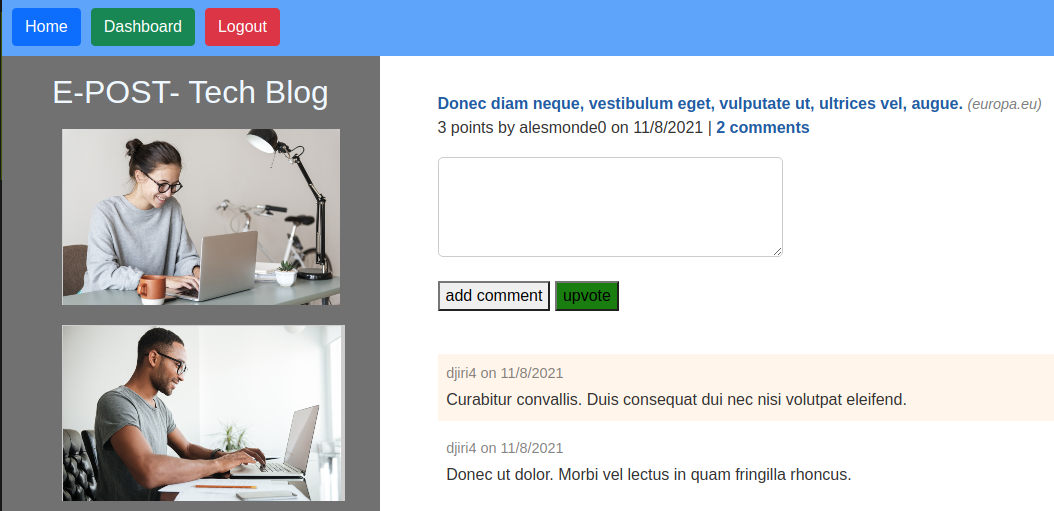 Home Dashboard Logout
E-POST- Tech Blog
Donec diam neque, vestibulum eget, vulputate ut, ultrices vel, augue. (europa.eu)
3 points by alesmonde0 on 11/8/2021 | 2 comments
add comment upvote
djiri4 on 11/8/2021
Curabitur convallis. Duis consequat dui nec nisi volutpat eleifend.
djiri4 on 11/8/2021
Donec ut dolor. Morbi vel lectus in quam fringilla rhoncus.